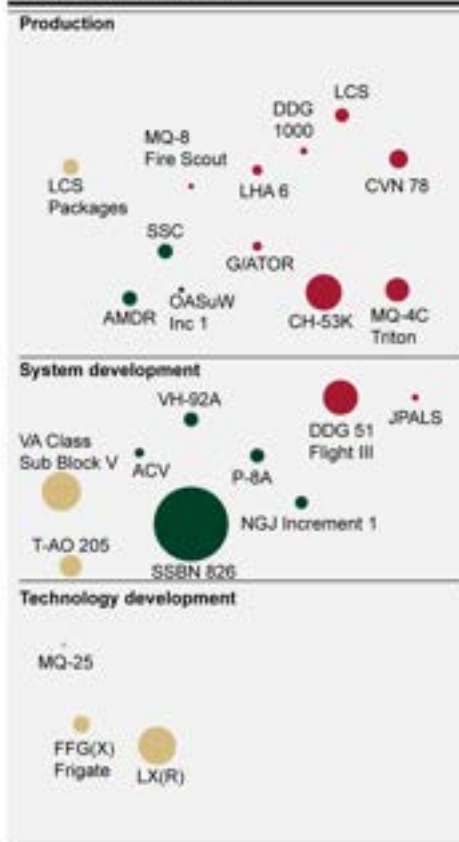 Production
LCS
DDG
1000
MQ-8
Fire Scout
LCS
Packages
LHA 6
CVN 78
SSC
G/ATOR
AMDR
OASuW
Inc 1
CH-53K
MQ-4C
Triton
System development
VH-92A
DDG 51
Flight III
JPALS
VA Class
Sub Block V
ACV
P-8A
NGJ Increment 1
T-AO 205
SSBN 826
Technology development
MQ-25
FFG(X)
Frigate
LX(R)